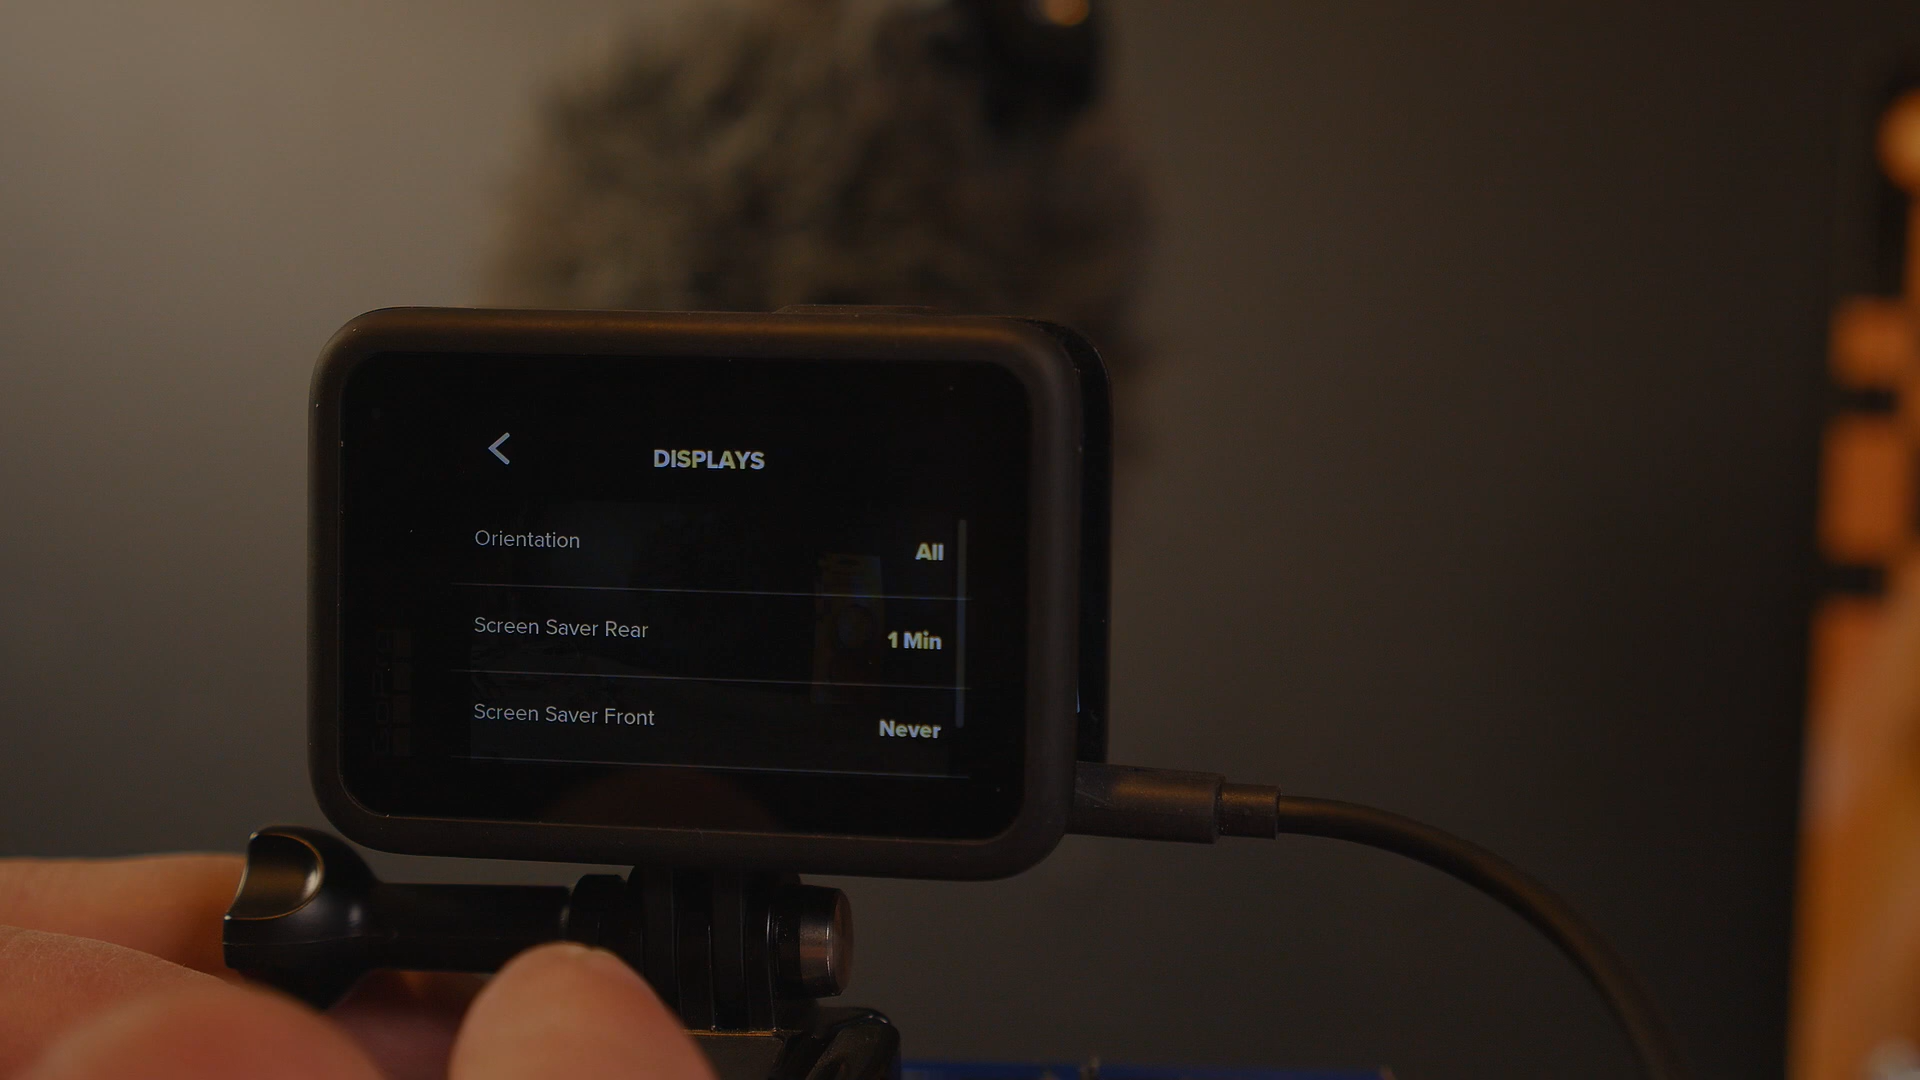 DISPLAYS
Orientation All
Screen Saver Rear 1 Min
Screen Saver Front Never